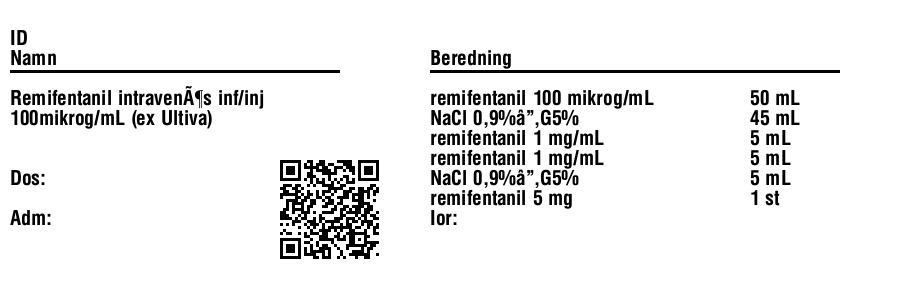 ID
Namn
Remifentanil intravenÃ¶s inf/inj
100mikrog/mL (ex Ultiva)
Dos:
Adm:
Beredning
remifentanil 100 mikrog/mL 50 mL
NaCl 0,9%â”‚G5% 45 mL
remifentanil 1 mg/mL 5 mL
remifentanil 1 mg/mL 5 mL
NaCl 0,9%â”‚G5% 5 mL
remifentanil 5 mg 1 st
lor: